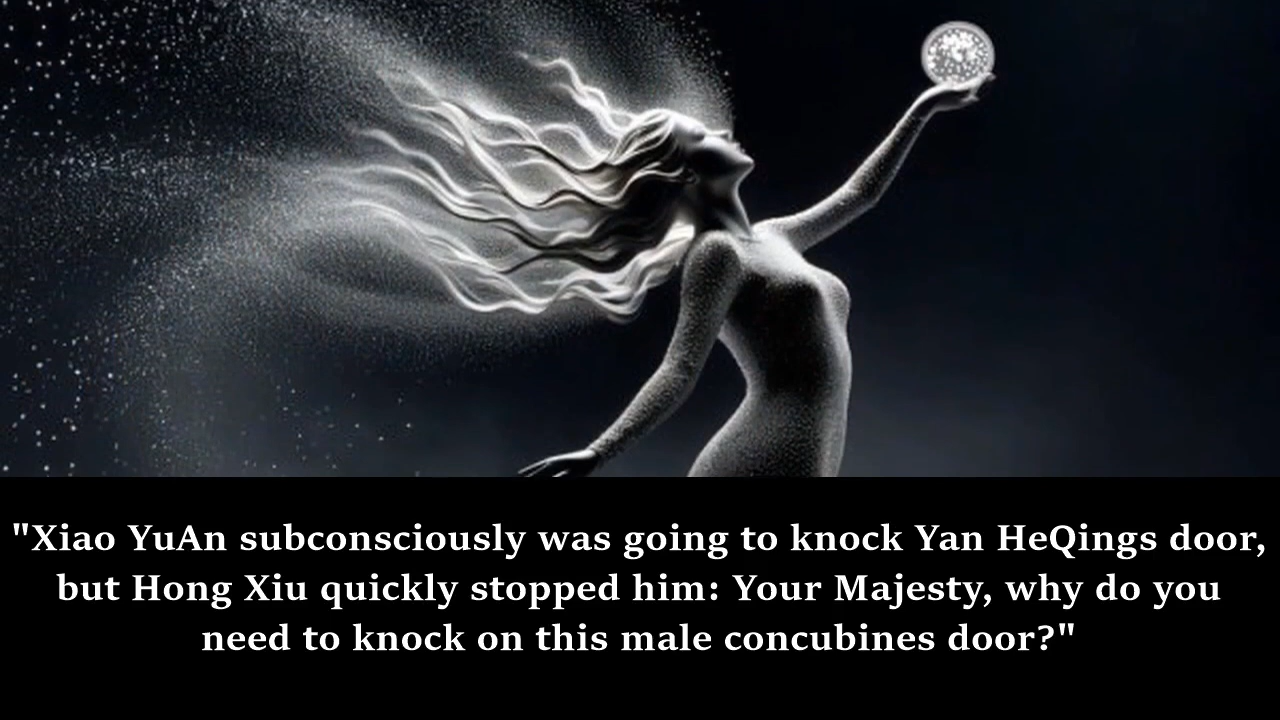 "Xiao YuAn subconsciously was going to knock Yan HeQings door,
but Hong Xiu quickly stopped him: Your Majesty, why do you
need to knock on this male concubines door?"